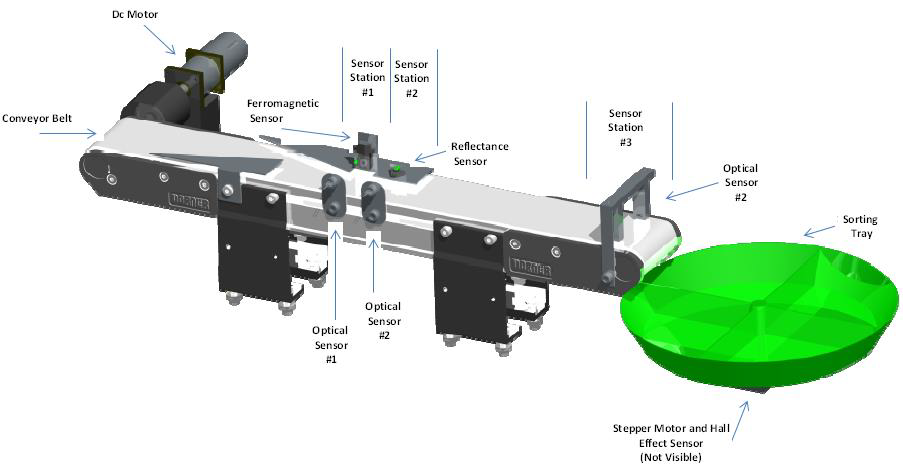 Dc Motor
Conveyor Belt
Ferromagnetic
Sensor
Sensor
Station
#1
Sensor
Station
#2
Reflectance
Sensor
Sensor
Station
#3
Optical
Sensor
#2
Sorting
Tray
DORNER
DORNER
Optical
Sensor
#1
Optical
Sensor
#2
Stepper Motor and Hall
Effect Sensor
(Not Visible)